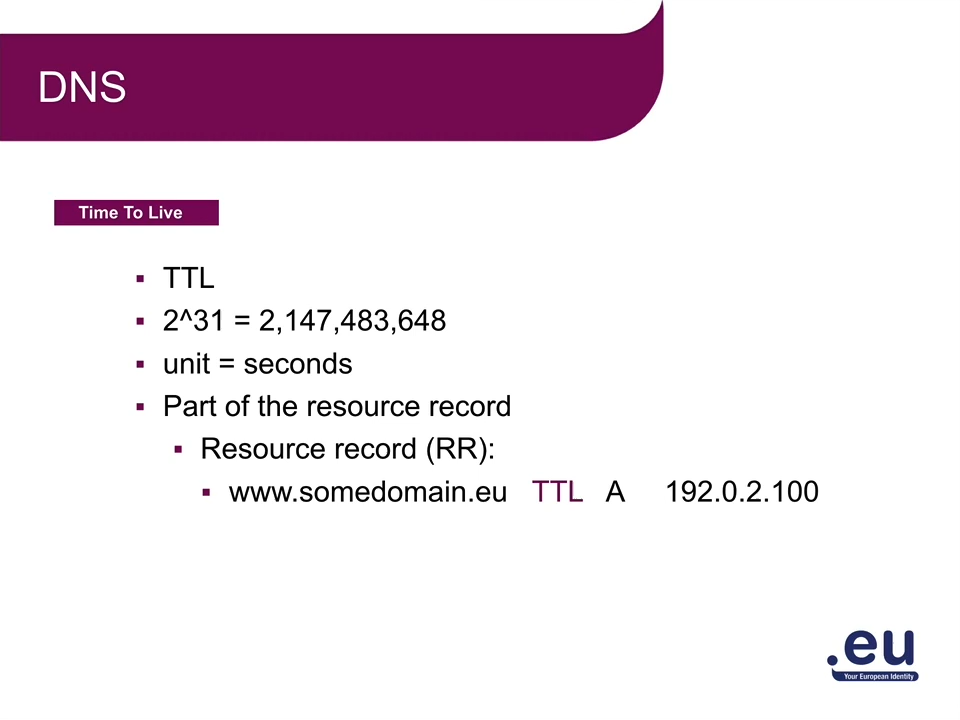 DNS
Time To Live
TTL
2^31 = 2,147,483,648
unit = seconds
Part of the resource record
Resource record (RR):
www.somedomain.eu TTL A 192.0.2.100
.eu
Your European Identity